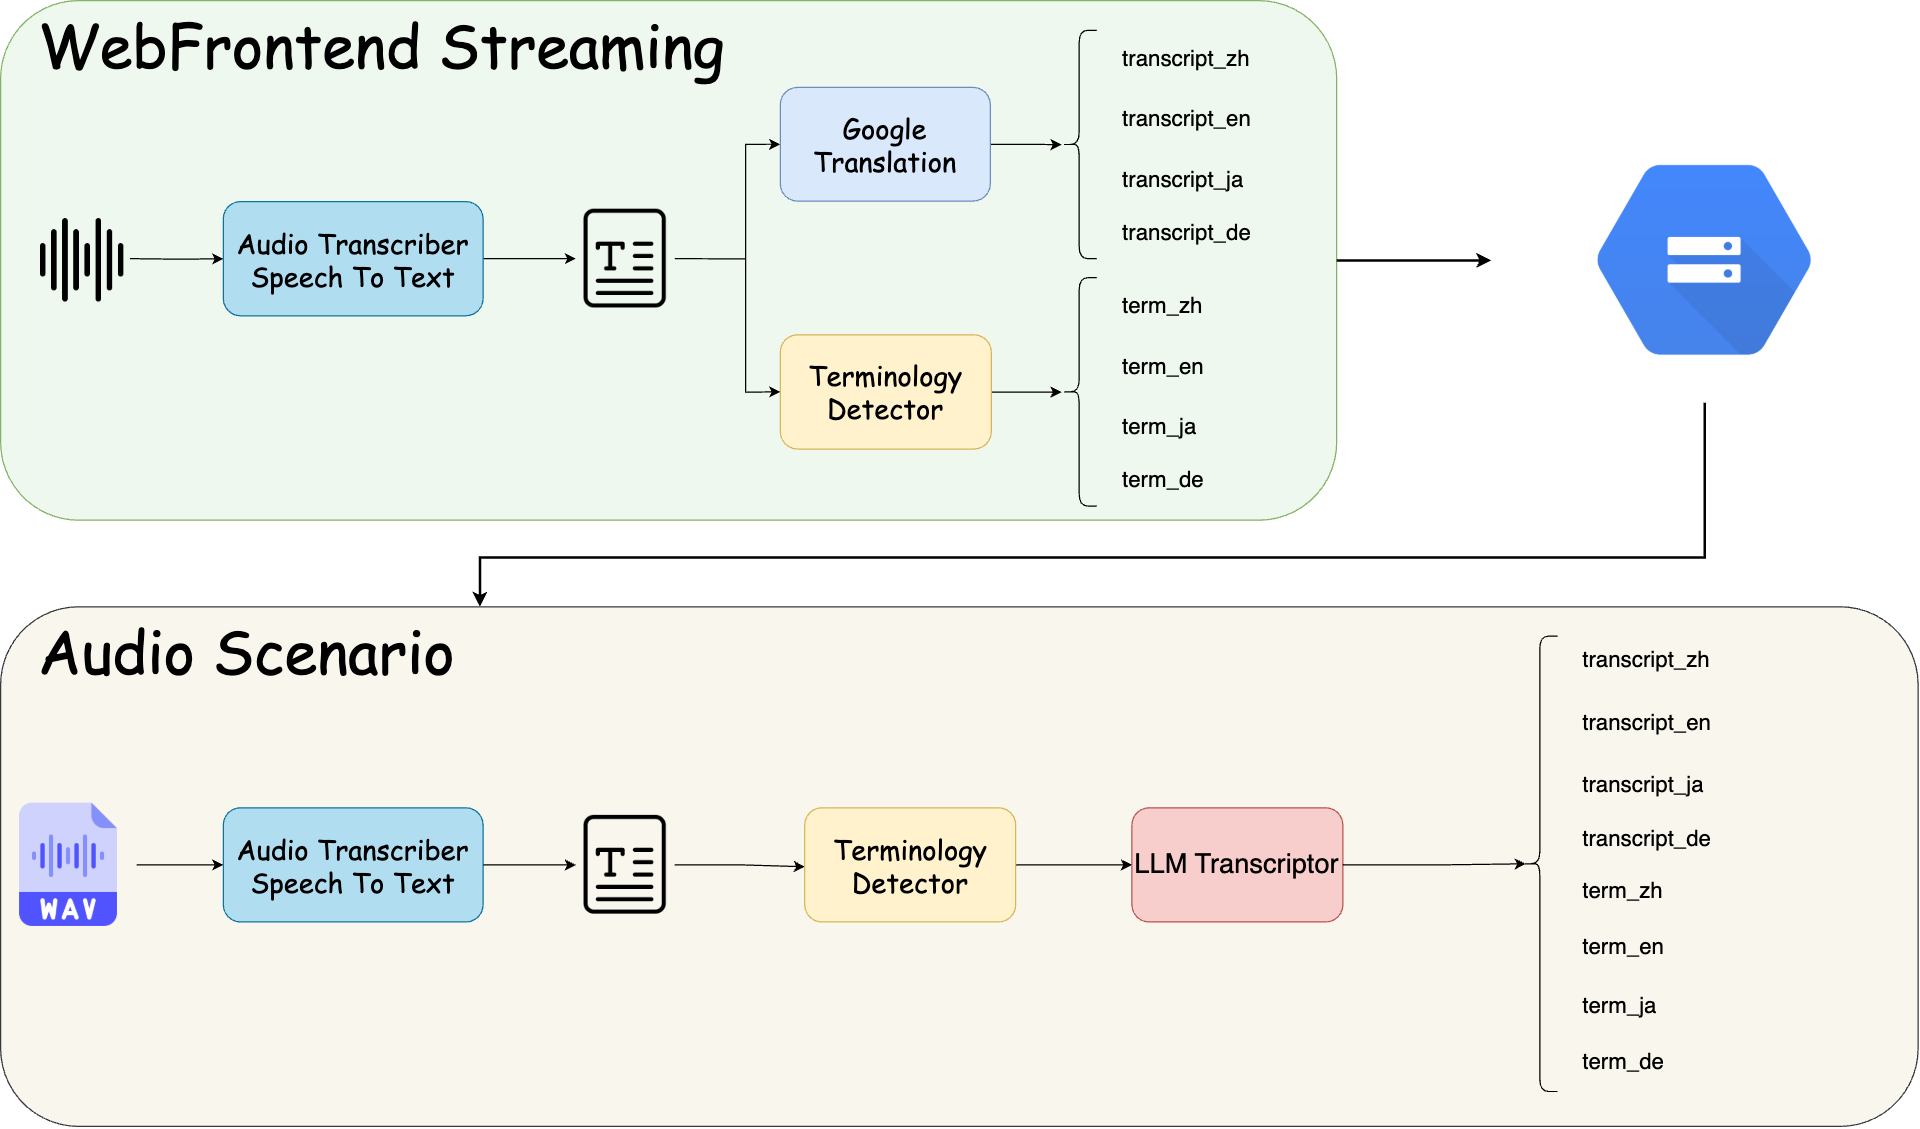 WebFrontend Streaming
Audio Transcriber
Speech To Text
T
Google
Translation
Terminology
Detector
transcript_zh
transcript_en
transcript_ja
transcript_de
term_zh
term_en
term_ja
term_de
Audio Scenario
WAV
Audio Transcriber
Speech To Text
T
Terminology
Detector
LLM Transcriptor
transcript_zh
transcript_en
transcript_ja
transcript_de
term_zh
term_en
term_ja
term_de